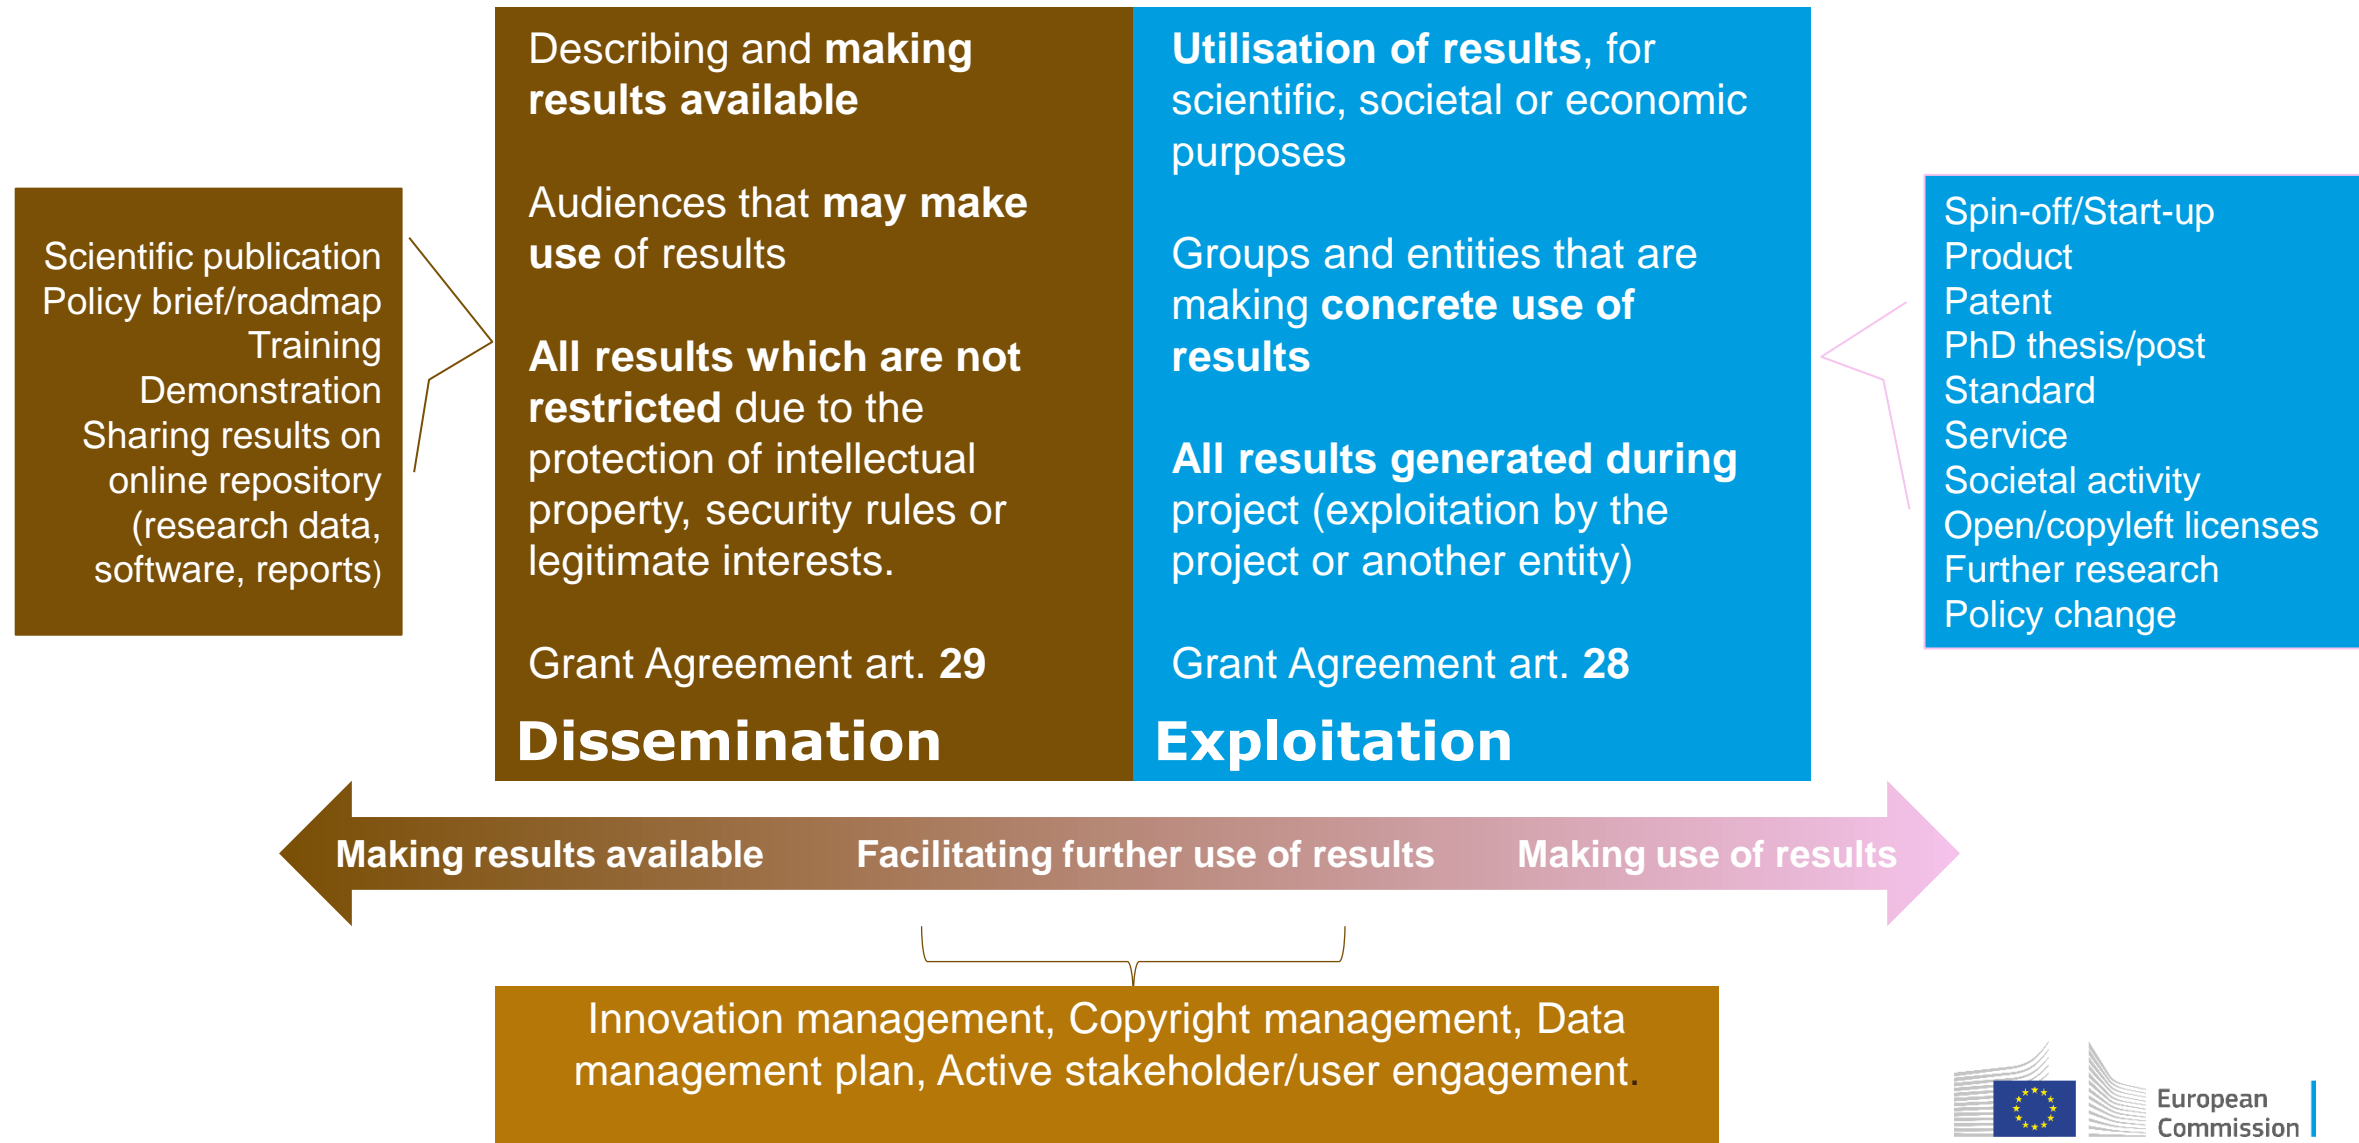 Describing and making
results available
Audiences that may make
use of results
All results which are not
restricted due to the
protection of intellectual
property, security rules or
legitimate interests.
Grant Agreement art. 29
Dissemination
Utilisation of results, for
scientific, societal or economic
purposes
Groups and entities that are
making concrete use of
results
All results generated during
project (exploitation by the
project or another entity)
Grant Agreement art. 28
Exploitation
Scientific publication
Policy brief/roadmap
Training
Demonstration
Sharing results on
online repository
(research data,
software, reports)
Spin-off/Start-up
Product
Patent
PhD thesis/post
Standard
Service
Societal activity
Open/copyleft licenses
Further research
Policy change
Making results available
Facilitating further use of results
Making use of results
Innovation management, Copyright management, Data
management plan, Active stakeholder/user engagement.
European
Commission